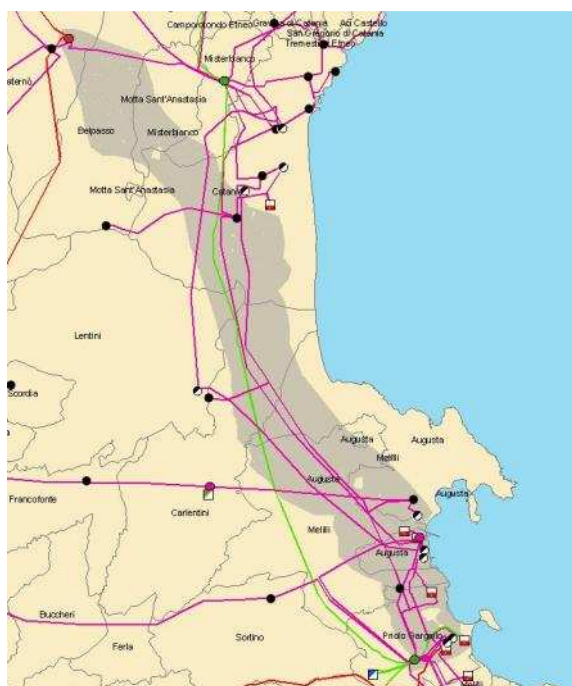 Camporotondo Etneo
Gravina di Catania
Aci Castello
San Gregorio di Catania
Tremestieri Etneo
Misterbianco
aternò
Motta Sant'Anastasia
Belpasso
Misterbianco
Motta Sant'Anastasia
Catania
Lentini
Scordia
Augusta
Augusta
Melilli
Augusta
Augusta
Francofonte
Carlentini
Melilli
Augusta
Buccheri
Ferla
Sortino
Priolo Gargallo